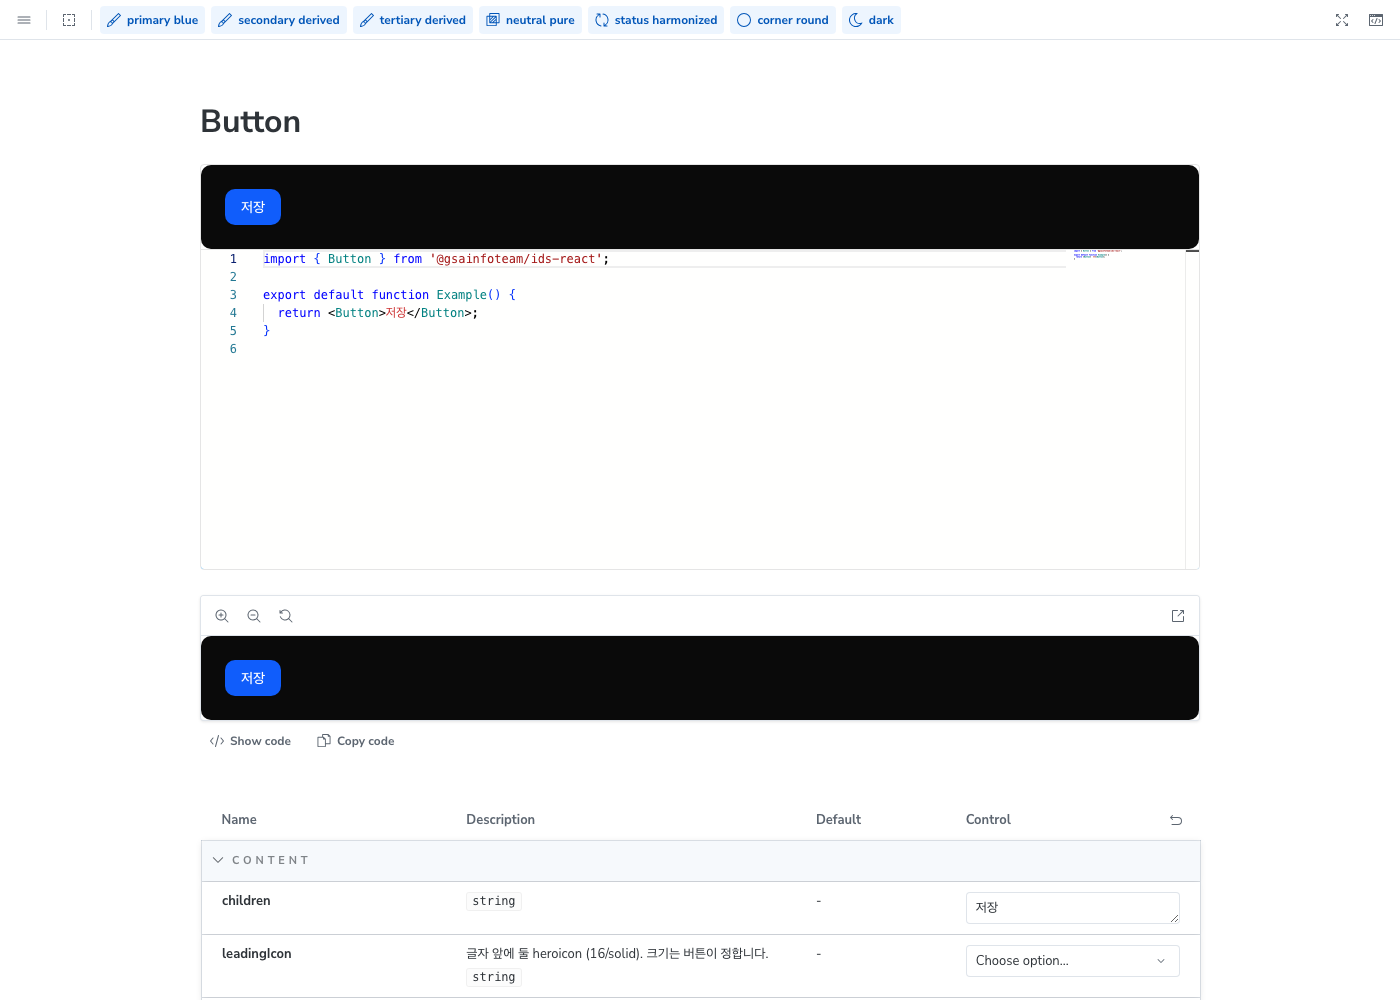 primary blue
secondary derived
tertiary derived
neutral pure
status harmonized
corner round
dark
Button
저장
1 import { Button } from '@gsainfoteam/ids-react';
2
3 export default function Example() {
4 return <Button>저장</Button>;
5 }
6
저장
Show code
Copy code
Name Description Default Control
CONTENT
children string - 저장
leadingIcon 글자 앞에 둘 heroicon (16/solid). 크기는 버튼이 정합니다. - Choose option...
string